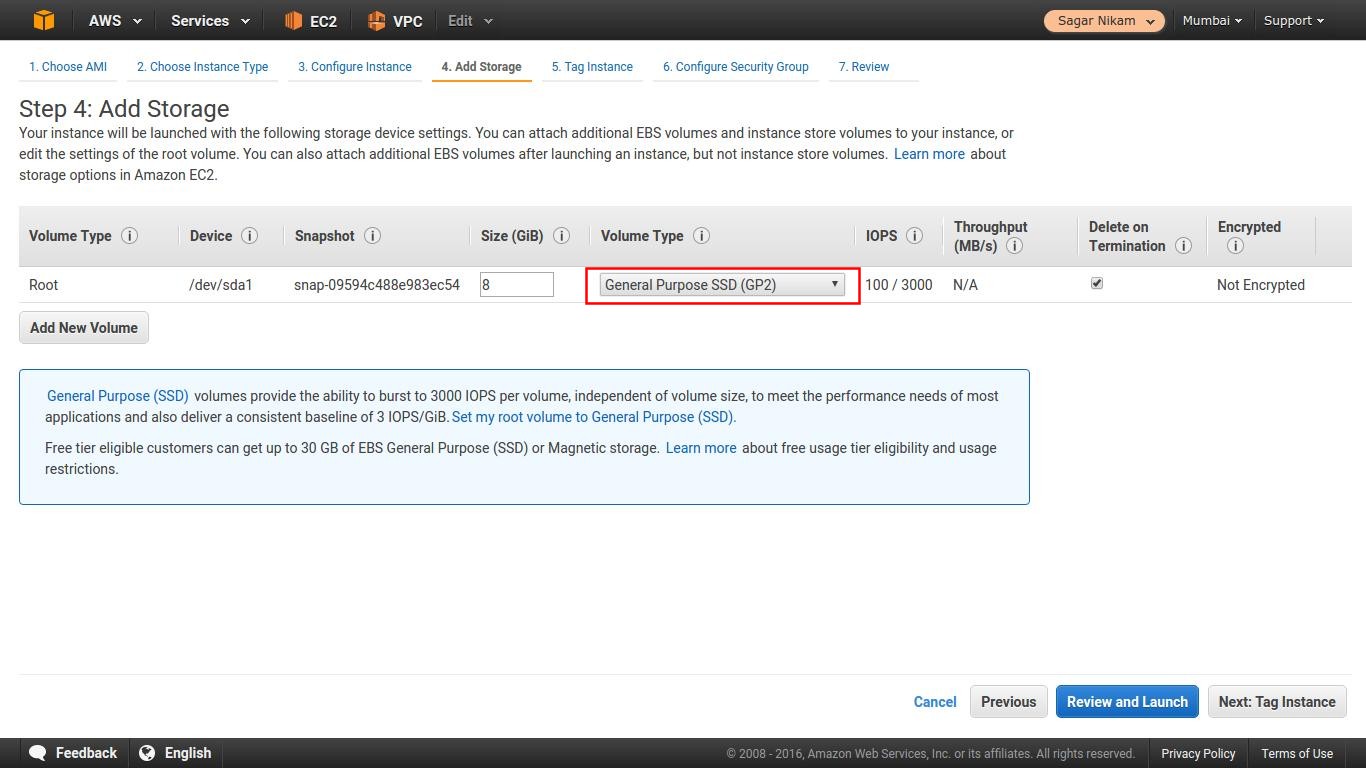 AWS Services EC2 VPC Edit Sagar Nikam Mumbai Support
1. Choose AMI 2. Choose Instance Type 3. Configure Instance 4. Add Storage 5. Tag Instance 6. Configure Security Group 7. Review
Step 4: Add Storage
Your instance will be launched with the following storage device settings. You can attach additional EBS volumes and instance store volumes to your instance, or
edit the settings of the root volume. You can also attach additional EBS volumes after launching an instance, but not instance store volumes. Learn more about
storage options in Amazon EC2.
Volume Type i Device i Snapshot i Size (GiB) i Volume Type i IOPS i Throughput (MB/s) i Delete on Termination i Encrypted i
Root /dev/sda1 snap-09594c488e983ec54 8 General Purpose SSD (GP2) 100 / 3000 N/A Not Encrypted
Add New Volume
General Purpose (SSD) volumes provide the ability to burst to 3000 IOPS per volume, independent of volume size, to meet the performance needs of most
applications and also deliver a consistent baseline of 3 IOPS/GiB. Set my root volume to General Purpose (SSD).
Free tier eligible customers can get up to 30 GB of EBS General Purpose (SSD) or Magnetic storage. Learn more about free usage tier eligibility and usage
restrictions.
Cancel Previous Review and Launch Next: Tag Instance
Feedback English © 2008 - 2016, Amazon Web Services, Inc. or its affiliates. All rights reserved. Privacy Policy Terms of Use